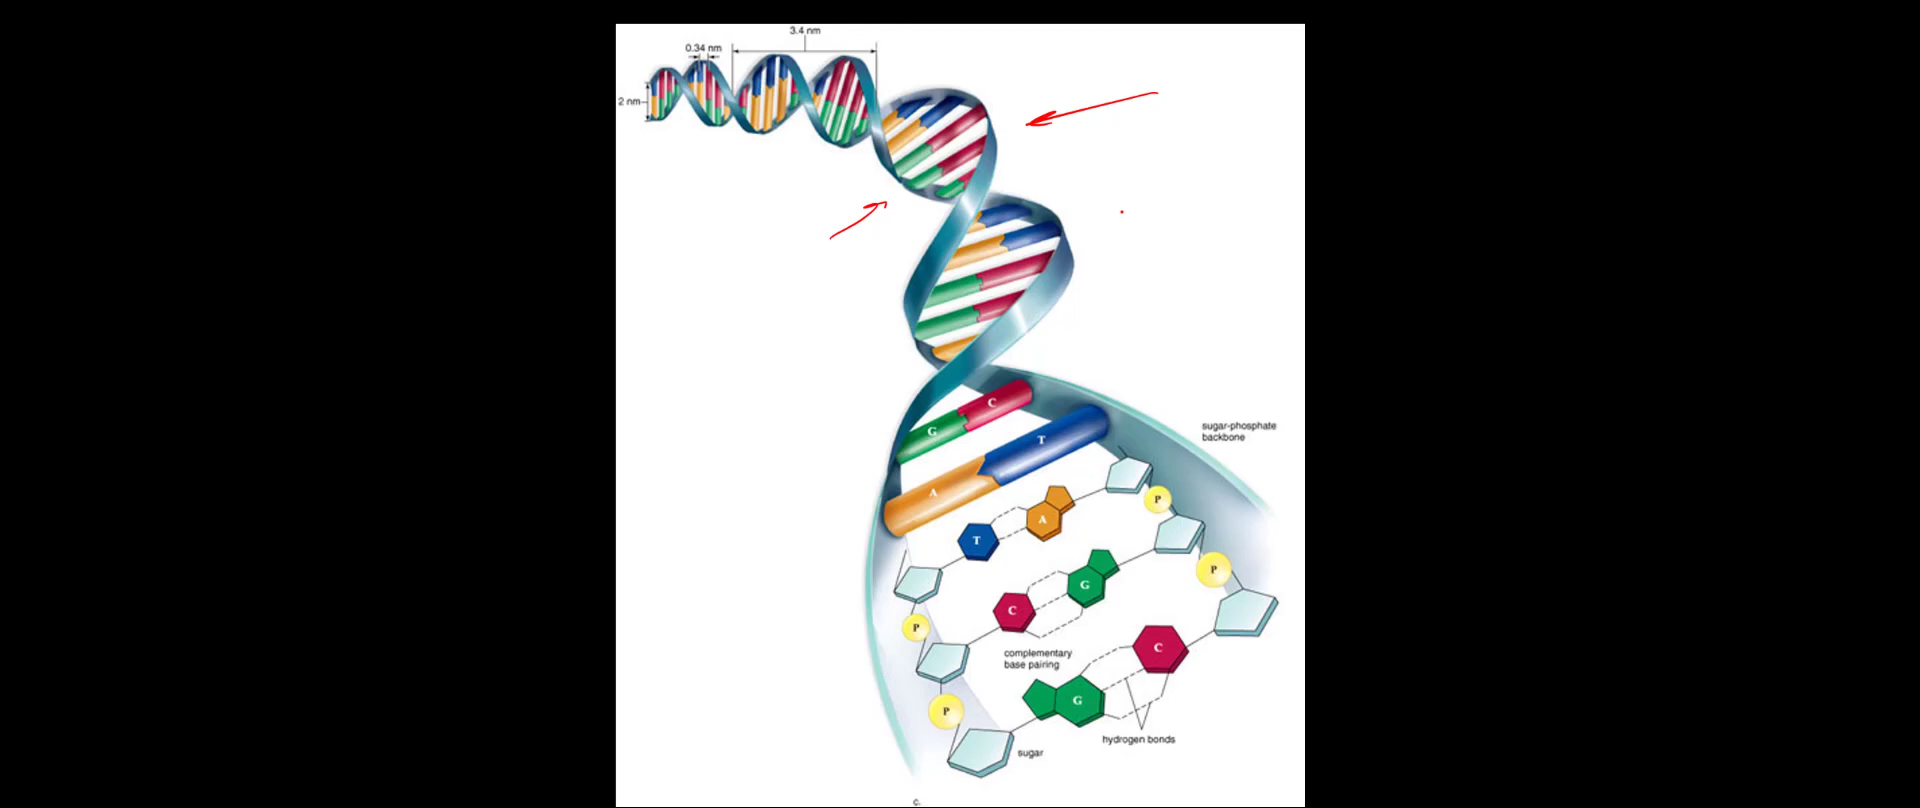 3.4 nm
0.34 nm
2 nm
C
G
T
A
sugar-phosphate
backbone
P
A
T
P
G
C
P
complementary
base pairing
C
G
P
hydrogen bonds
sugar
c.